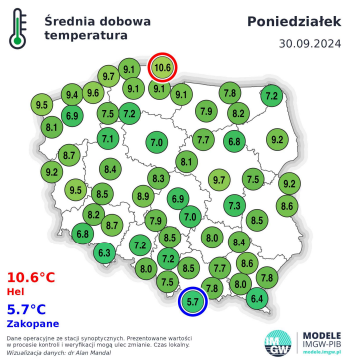 Średnia dobowa
temperatura
Poniedziałek
30.09.2024
9.7 9.1 10.6
9.5 9.4 9.6 9.1 9.1 9.1 7.8 7.2
8.1 6.9 7.5 7.2 7.9 8.2
7.1 7.0 7.7 6.8 9.2
8.7 8.1
9.2 8.4 8.3 9.7 7.5 9.2
9.5 8.5 8.9 6.9 7.3 8.6
8.2 8.7 7.9 7.0 8.5
6.8 8.5 8.0 8.4
6.3 7.2 7.2
8.0 8.5 7.7 8.6
7.5 7.8 8.0 7.8
5.7 6.4
10.6°C
Hel
5.7°C
Zakopane
Dane operacyjne ze stacji synoptycznych. Prezentowane wartości
w procesie kontroli i weryfikacji mogą ulec zmianie. Czas lokalny.
Wizualizacja danych: dr Alan Mandal
IM
GW
MODELE
IMGW-PIB
modele.imgw.pl